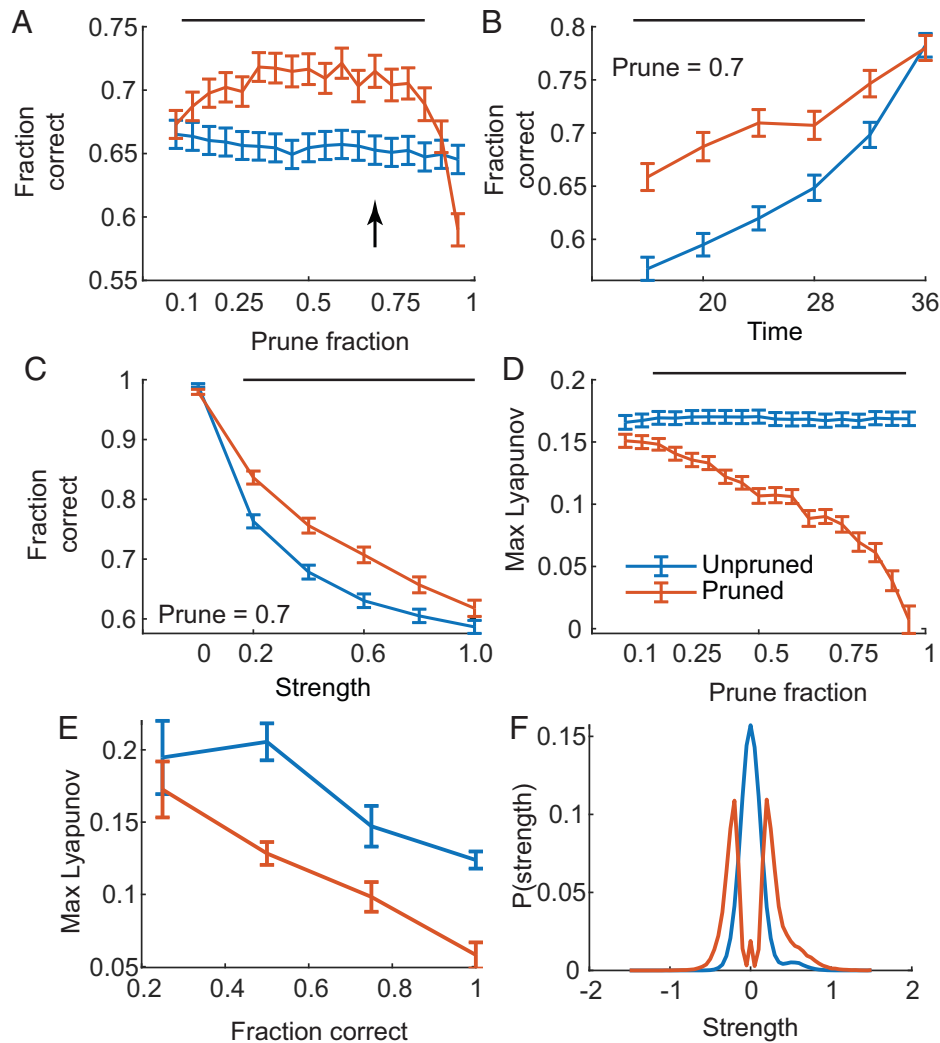 A
Fraction
correct
0.75
0.7
0.65
0.6
0.55
0.1 0.25 0.5 0.75 1
Prune fraction
B
Fraction
correct
0.8
0.75
0.7
0.65
0.6
Prune = 0.7
20 28 36
Time
C
Fraction
correct
1
0.9
0.8
0.7
0.6
Prune = 0.7
0 0.2 0.6 1.0
Strength
D
Max Lyapunov
0.2
0.15
0.1
0.05
0
Unpruned
Pruned
0.1 0.25 0.5 0.75 1
Prune fraction
E
Max Lyapunov
0.2
0.15
0.1
0.05
0.2 0.4 0.6 0.8 1
Fraction correct
F
P(strength)
0.15
0.1
0.05
0
-2 -1 0 1 2
Strength